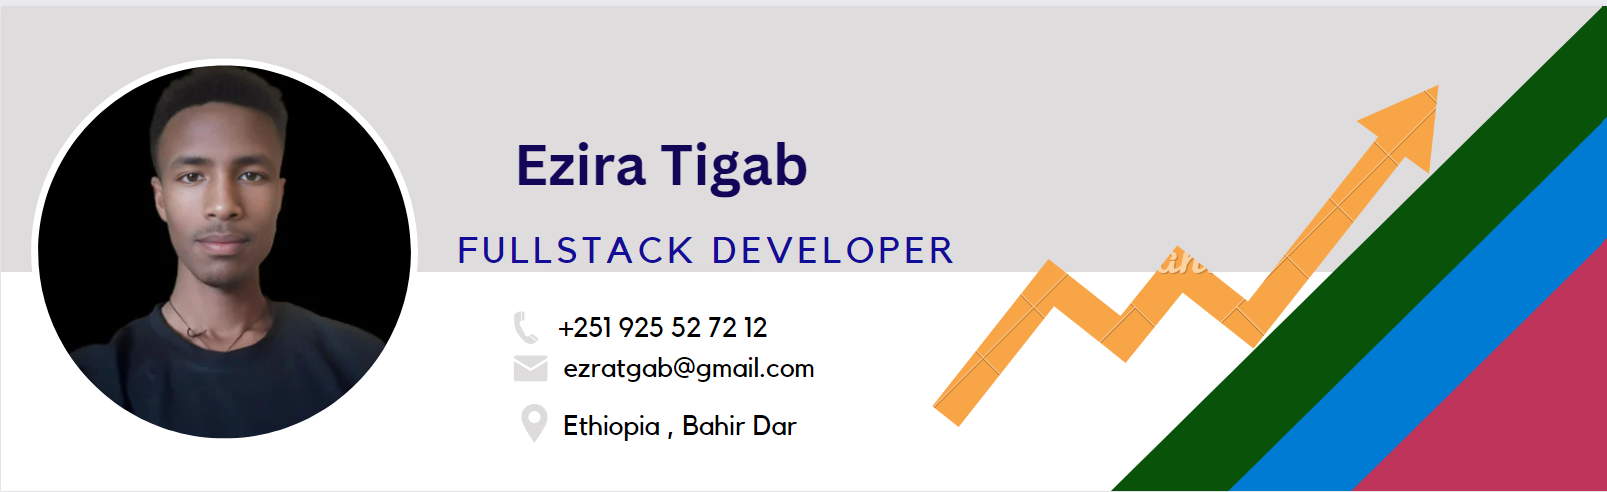 Ezira Tigab
FULLSTACK DEVELOPER
+251 925 52 72 12
ezratgab@gmail.com
Ethiopia , Bahir Dar